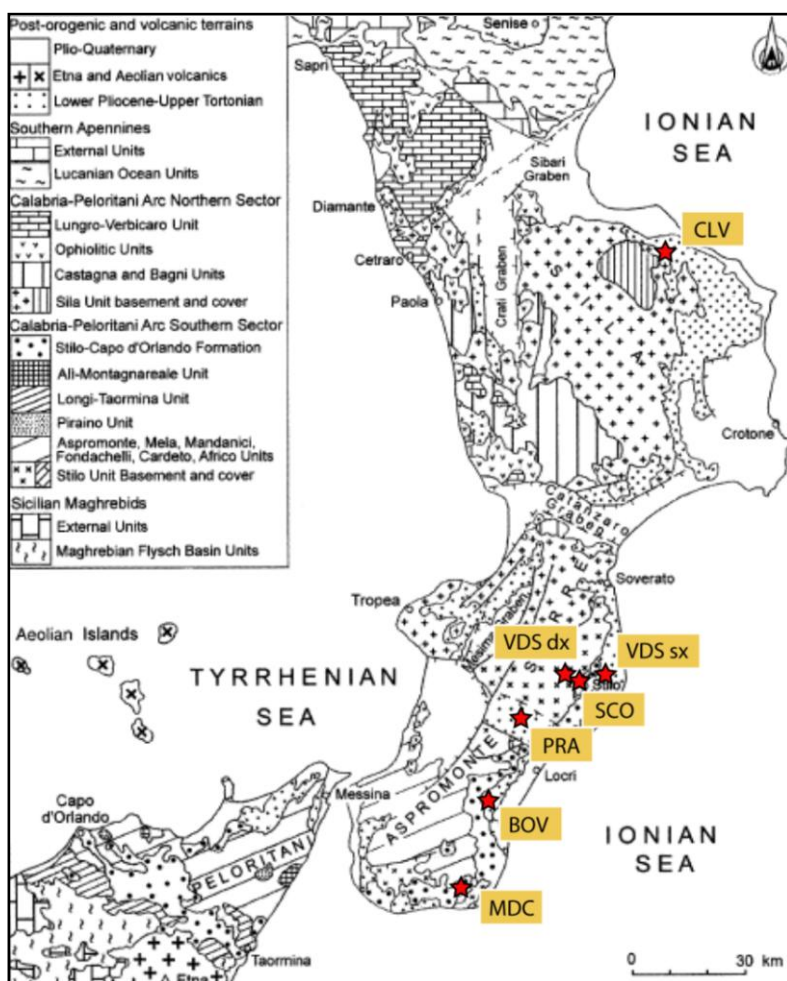 Post-orogenic and volcanic terrains
Plio-Quaternary
Etna and Aeolian volcanics
Lower Pliocene-Upper Tortonian
Southern Apennines
External Units
Lucanian Ocean Units
Calabria-Peloritani Arc Northern Sector
Lungro-Verbicaro Unit
Ophiolitic Units
Castagna and Bagni Units
Sila Unit basement and cover
Calabria-Peloritani Arc Southern Sector
Stilo-Capo d'Orlando Formation
Alì-Montagnareale Unit
Longi-Taormina Unit
Piraino Unit
Aspromonte, Mela, Mandanici,
Fondachelli, Cardeto, Africo Units
Stilo Unit Basement and cover
Sicilian Maghrebids
External Units
Maghrebian Flysch Basin Units
Senise
Sapri
IONIAN
SEA
Sibari
Graben
Diamante
Cetraro
Paola
Crati Graben
SILA
CLV
Crotone
Catanzaro
Graben
Soverato
Tropea
Mesima Graben
SERRE
Aeolian Islands
TYRRHENIAN
SEA
VDS dx
VDS sx
Stilo
SCO
PRA
Locri
ASPROMONTE
BOV
Messina
Capo
d'Orlando
PELORITANI
MDC
IONIAN
SEA
Taormina
Etna
0 30 km